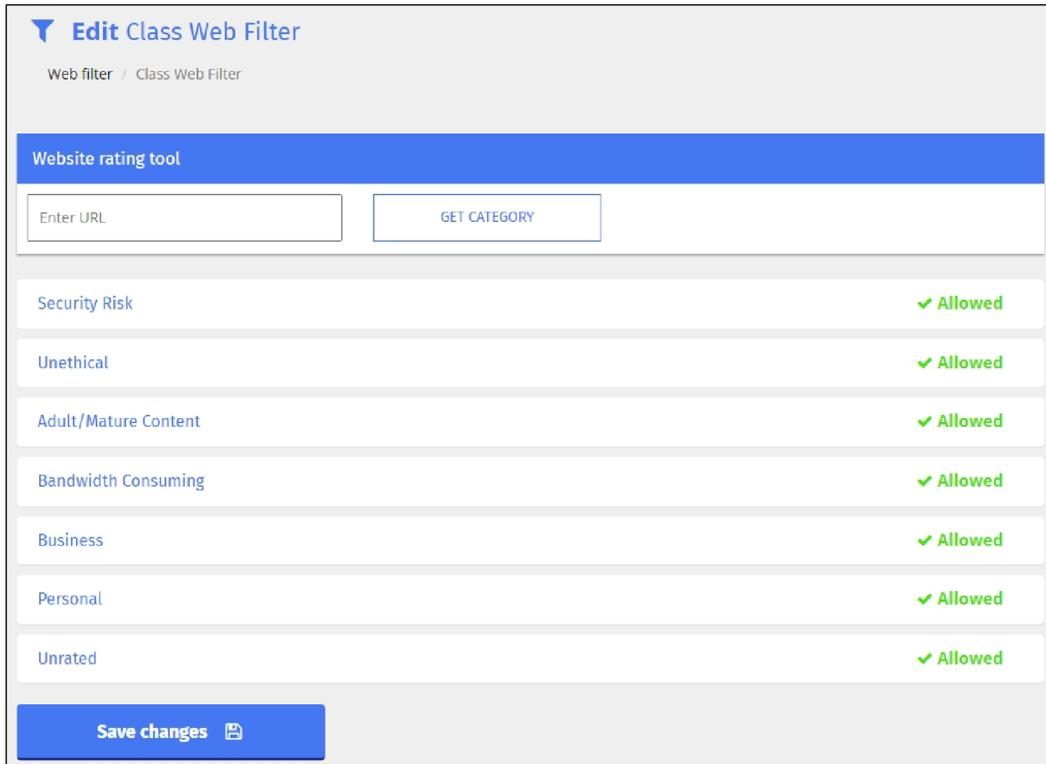 Edit Class Web Filter
Web filter / Class Web Filter
Website rating tool
Enter URL GET CATEGORY
Security Risk Allowed
Unethical Allowed
Adult/Mature Content Allowed
Bandwidth Consuming Allowed
Business Allowed
Personal Allowed
Unrated Allowed
Save changes